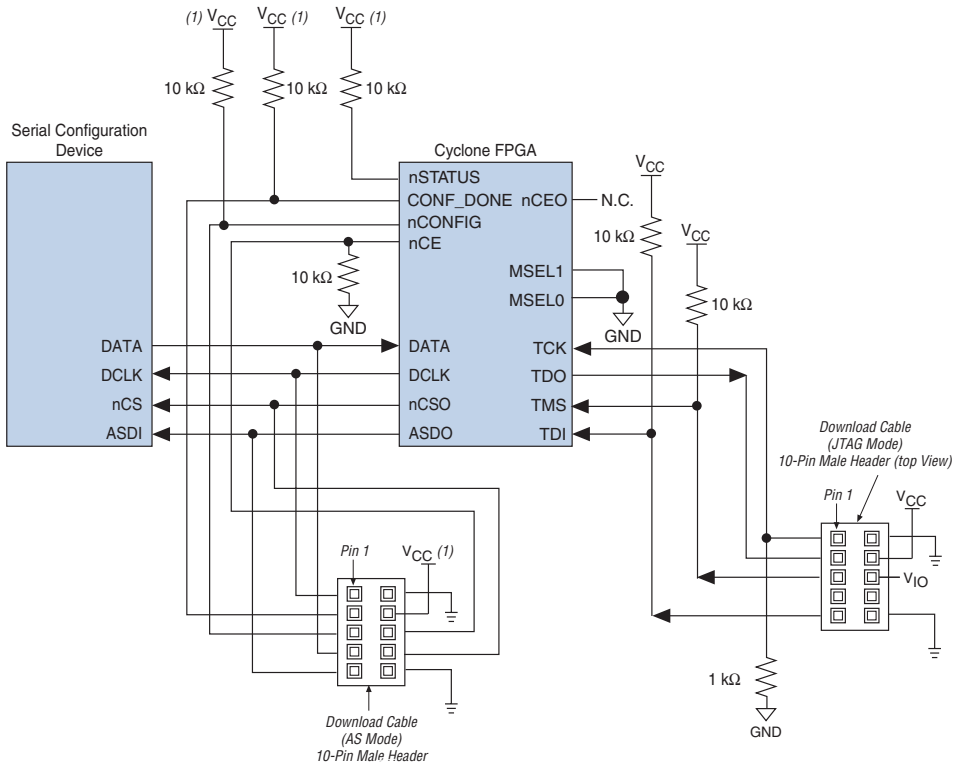 (1) VCC VCC (1) VCC (1)
10 kΩ 10 kΩ 10 kΩ
Serial Configuration
Device
Cyclone FPGA
nSTATUS
CONF_DONE nCEO N.C.
nCONFIG
nCE
10 kΩ
GND
MSEL1
MSEL0
GND
VCC
10 kΩ
VCC
10 kΩ
DATA DATA TCK
DCLK DCLK TDO
nCS nCSO TMS
ASDI ASDO TDI
Download Cable
(JTAG Mode)
10-Pin Male Header (top View)
Pin 1 VCC
VIO
Pin 1 VCC (1)
1 kΩ
GND
Download Cable
(AS Mode)
10-Pin Male Header